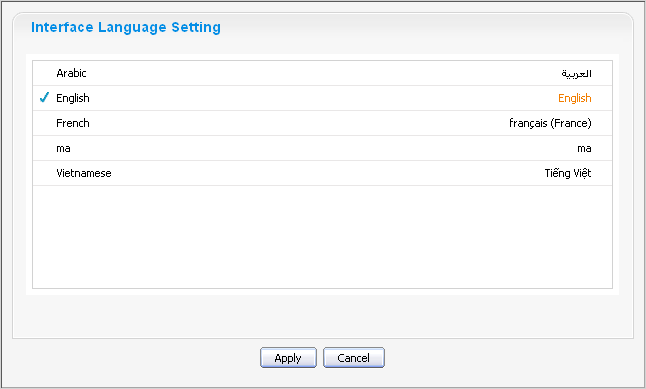 Interface Language Setting
Arabic العربية
English English
French français (France)
ma ma
Vietnamese Tiếng Việt
Apply Cancel